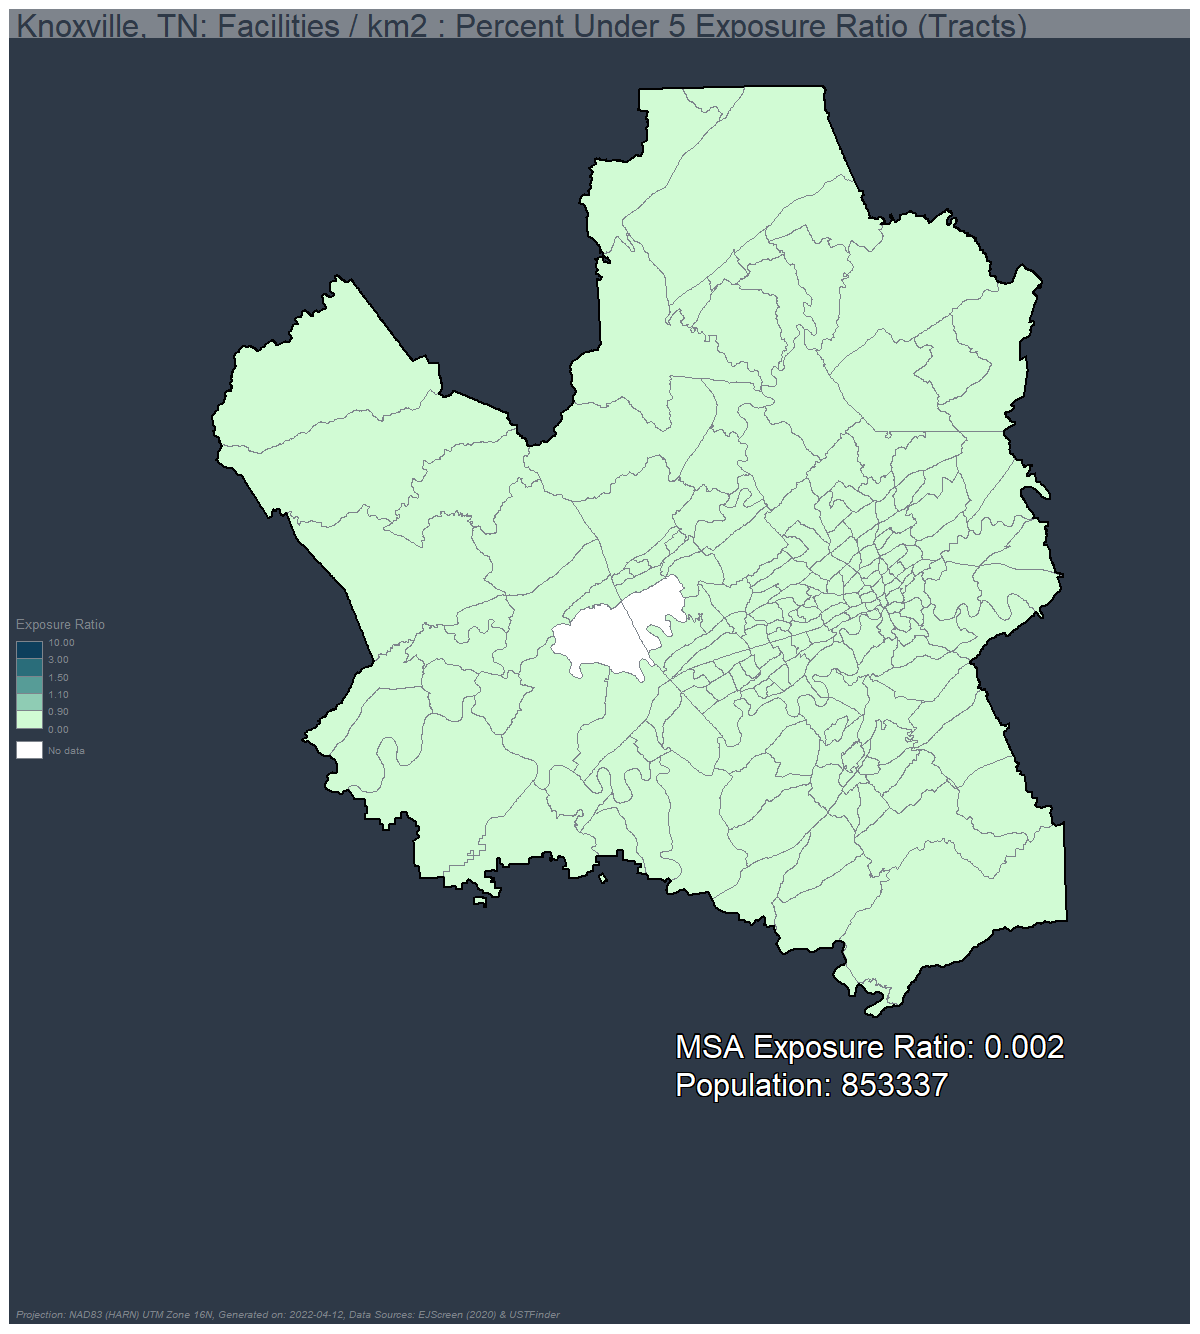 Knoxville, TN: Facilities / km2 : Percent Under 5 Exposure Ratio (Tracts)
Exposure Ratio
10.00
3.00
1.50
1.10
0.90
0.00
No data
MSA Exposure Ratio: 0.002
Population: 853337
Projection: NAD83 (HARN) UTM Zone 16N, Generated on: 2022-04-12, Data Sources: EJScreen (2020) & USTFinder